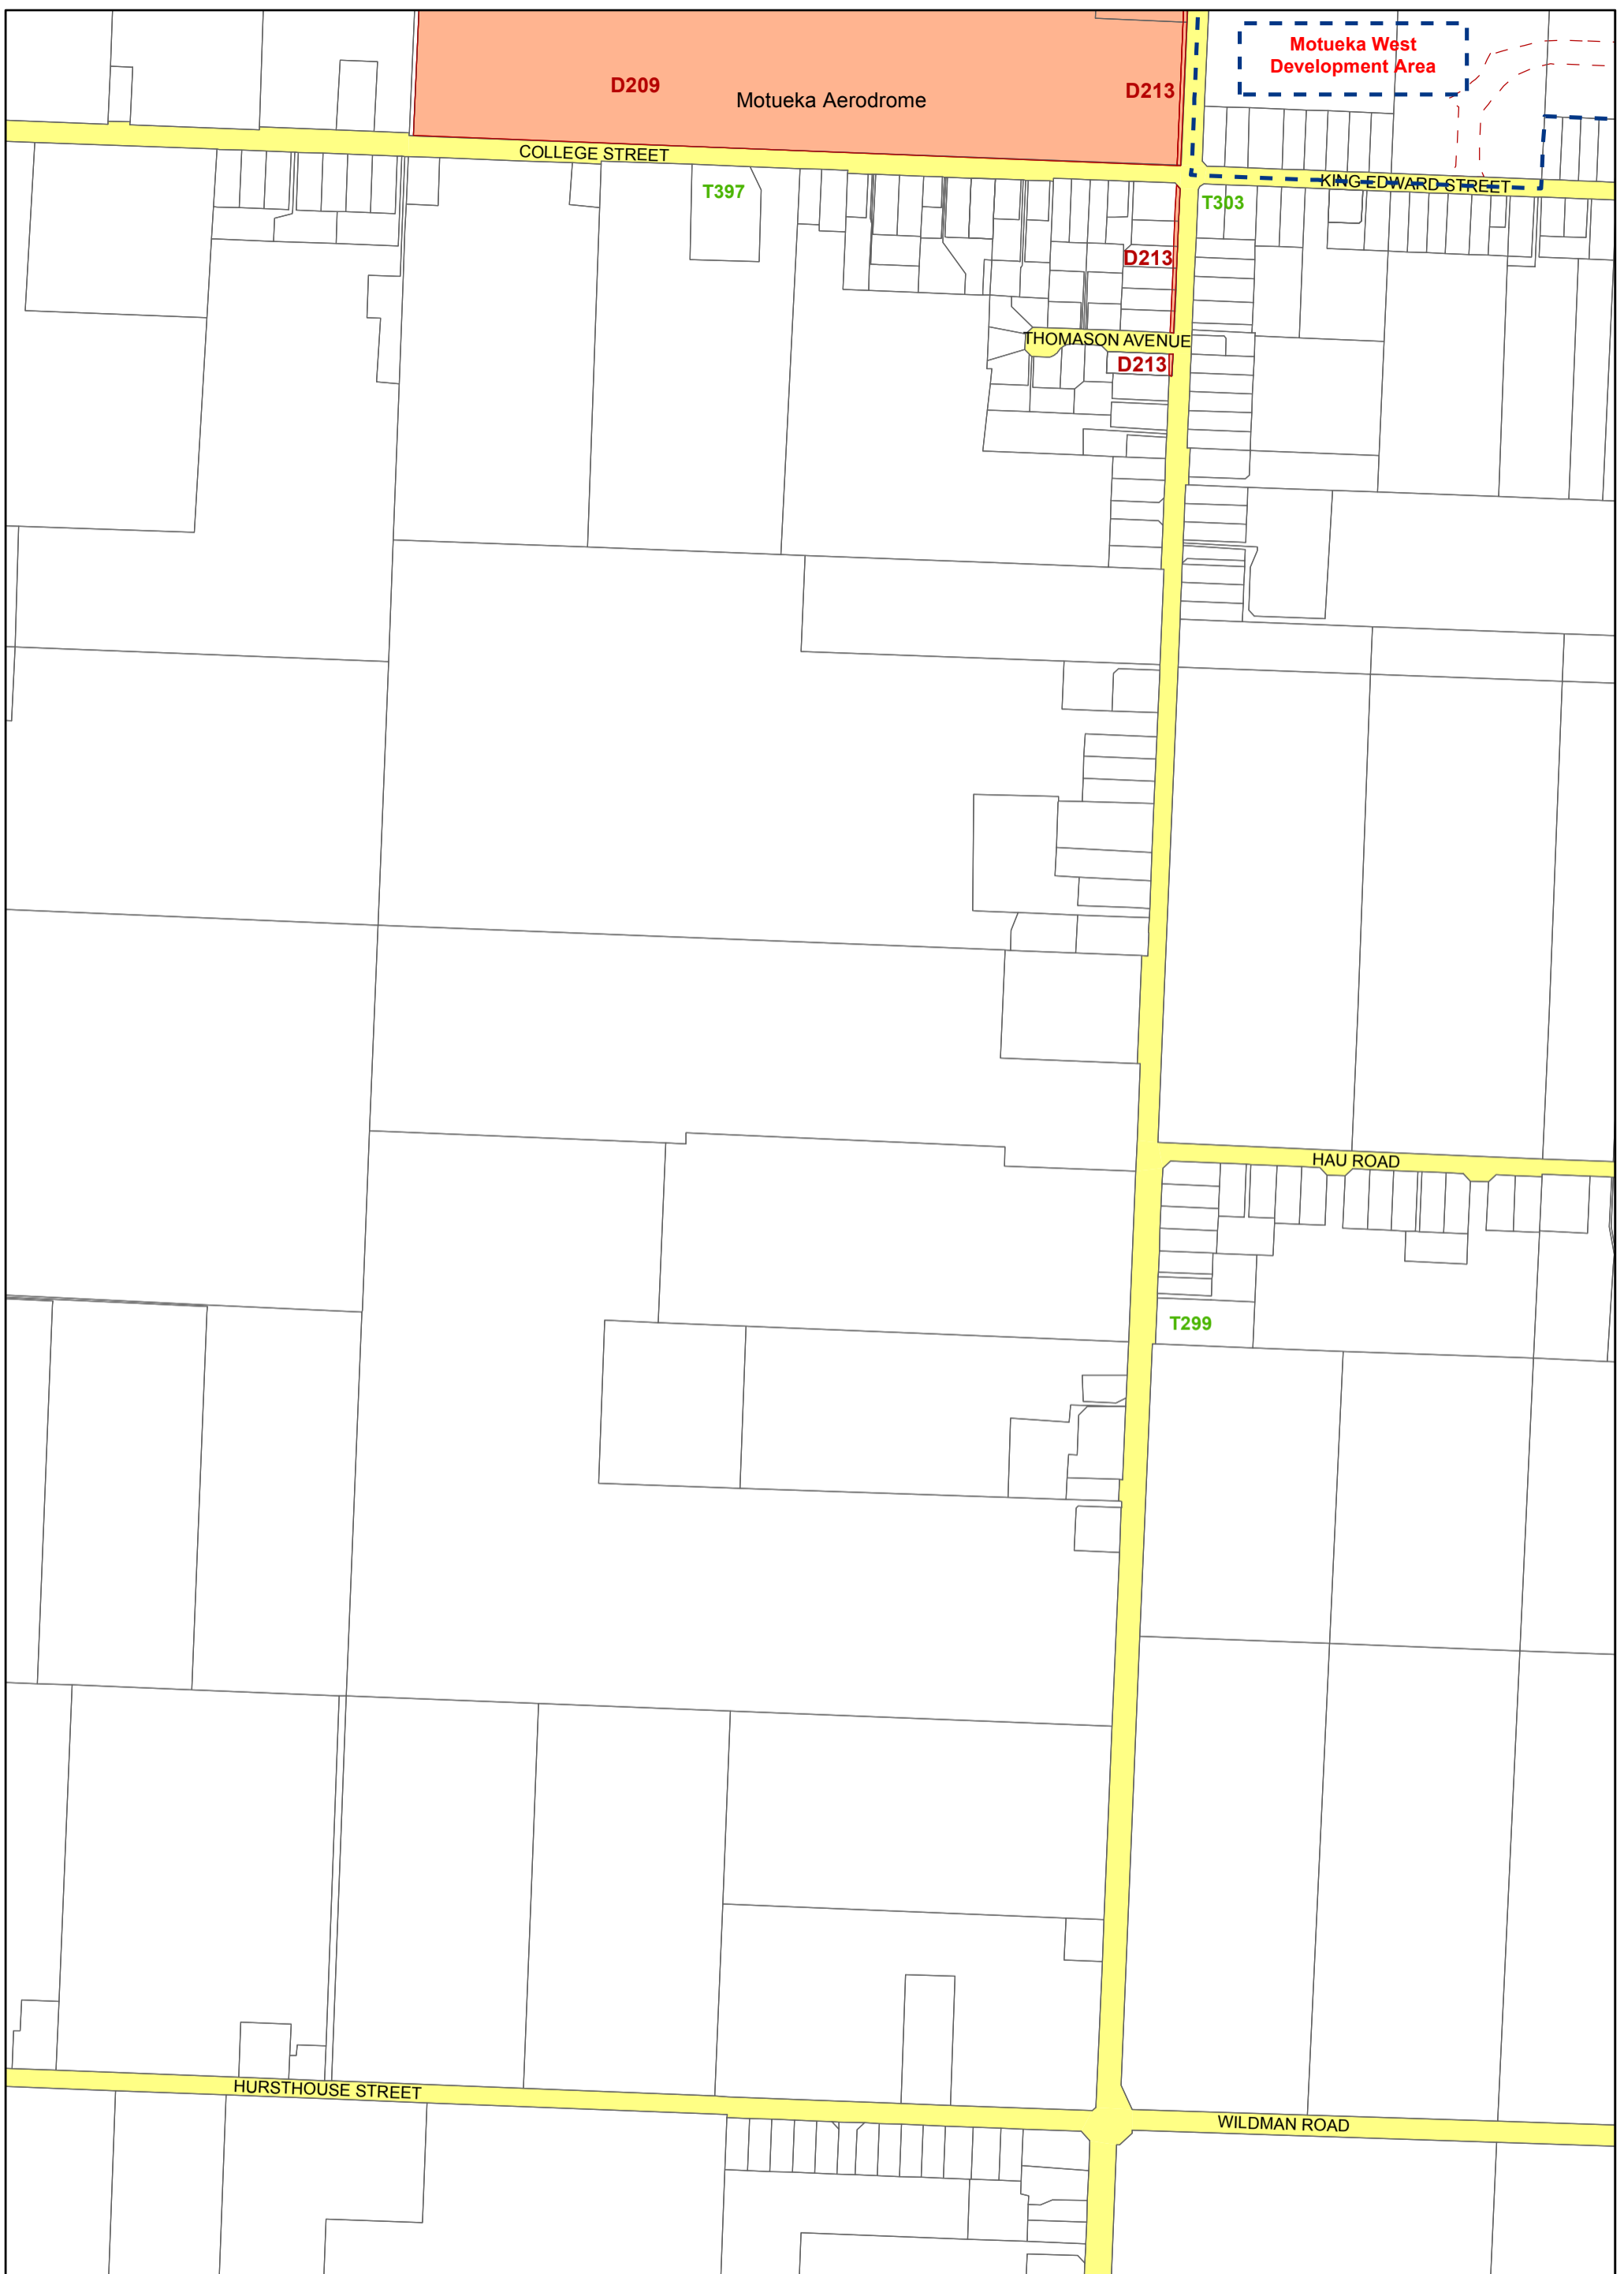 Motueka West
Development Area
D209
Motueka Aerodrome
D213
COLLEGE STREET
KING EDWARD STREET
T397
T303
D213
THOMASON AVENUE
D213
HAU ROAD
T299
HURSTHOUSE STREET
WILDMAN ROAD